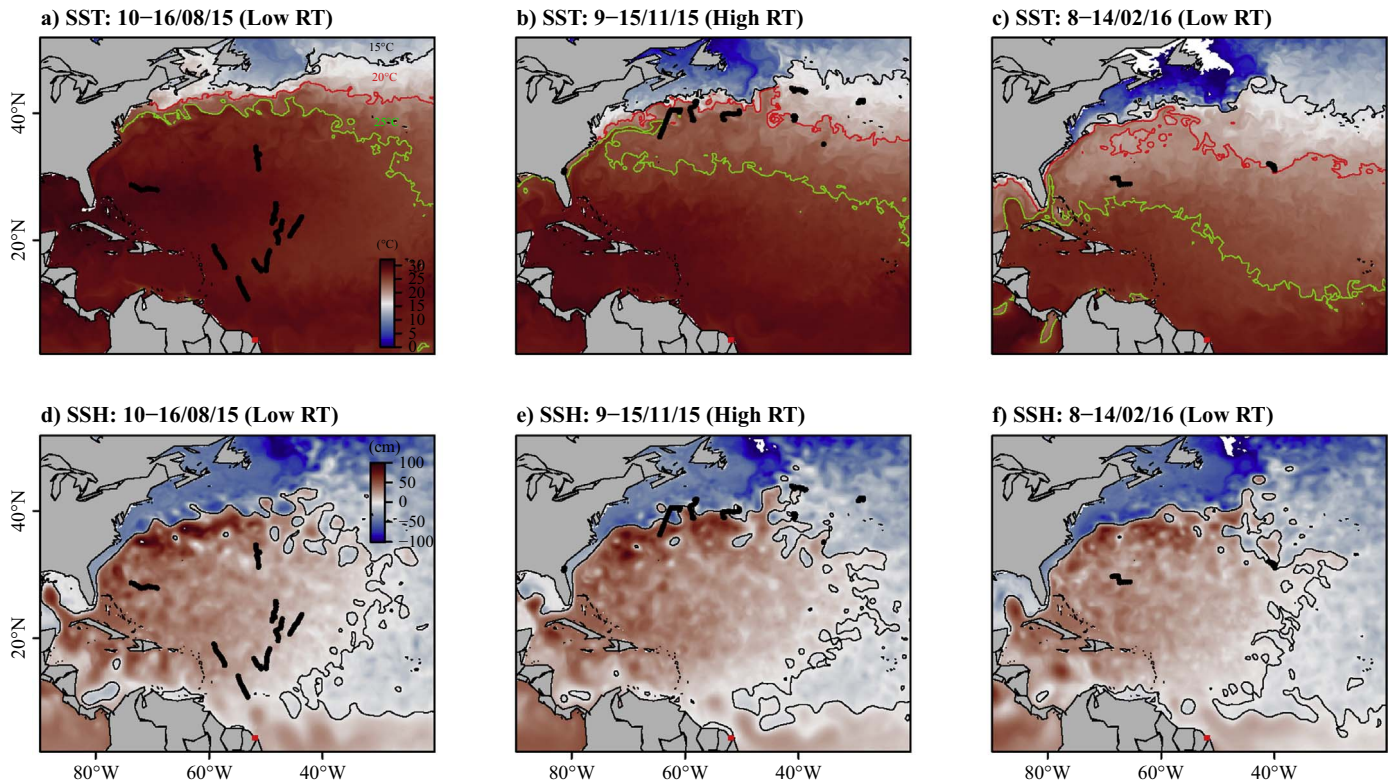 a) SST: 10−16/08/15 (Low RT)
b) SST: 9−15/11/15 (High RT)
c) SST: 8−14/02/16 (Low RT)
15°C
20°C
40°N
20°N
(°C)
30
25
20
15
10
5
0
d) SSH: 10−16/08/15 (Low RT)
e) SSH: 9−15/11/15 (High RT)
f) SSH: 8−14/02/16 (Low RT)
(cm)
100
50
0
−50
−100
40°N
20°N
80°W 60°W 40°W
80°W 60°W 40°W
80°W 60°W 40°W